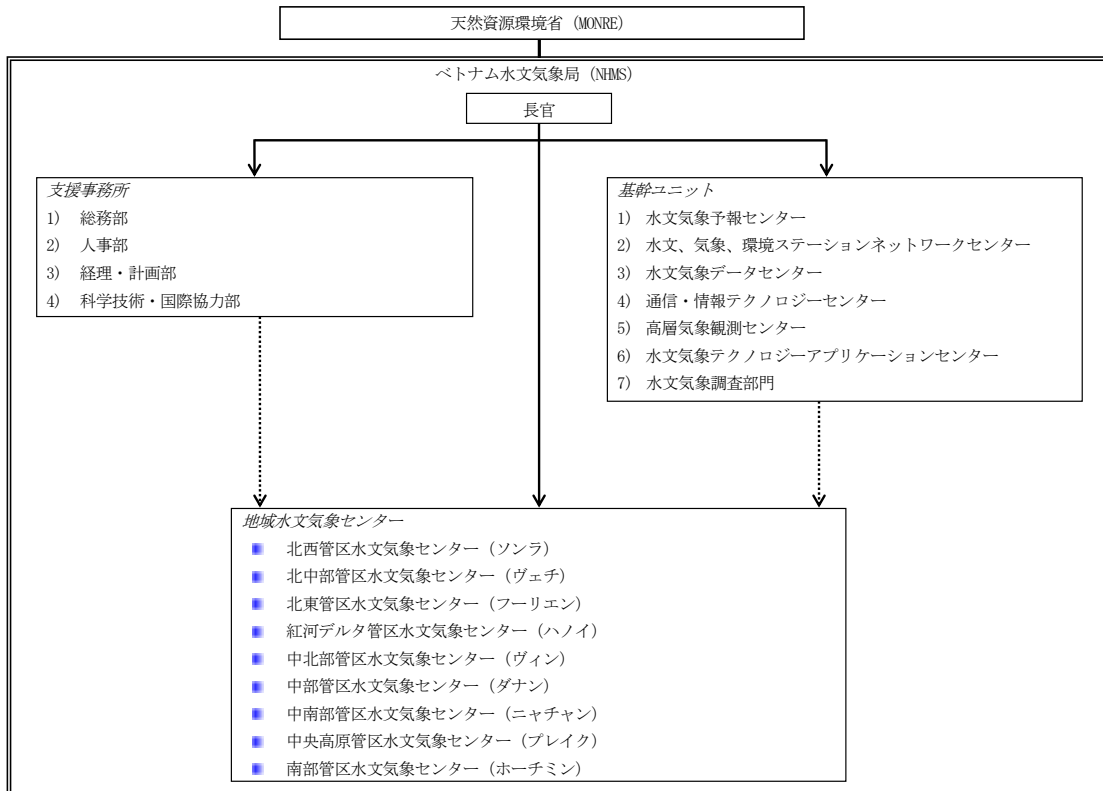 天然資源環境省 (MONRE)
ベトナム水文気象局 (NHMS)
長官
支援事務所
1) 総務部
2) 人事部
3) 経理・計画部
4) 科学技術・国際協力部
基幹ユニット
1) 水文気象予報センター
2) 水文、気象、環境ステーションネットワークセンター
3) 水文気象データセンター
4) 通信・情報テクノロジーセンター
5) 高層気象観測センター
6) 水文気象テクノロジーアプリケーションセンター
7) 水文気象調査部門
地域水文気象センター
北西管区水文気象センター（ソンラ）
北中部管区水文気象センター（ヴェチ）
北東管区水文気象センター（フーリエン）
紅河デルタ管区水文気象センター（ハノイ）
中北部管区水文気象センター（ヴィン）
中部管区水文気象センター（ダナン）
中南部管区水文気象センター（ニャチャン）
中央高原管区水文気象センター（プレイク）
南部管区水文気象センター（ホーチミン）